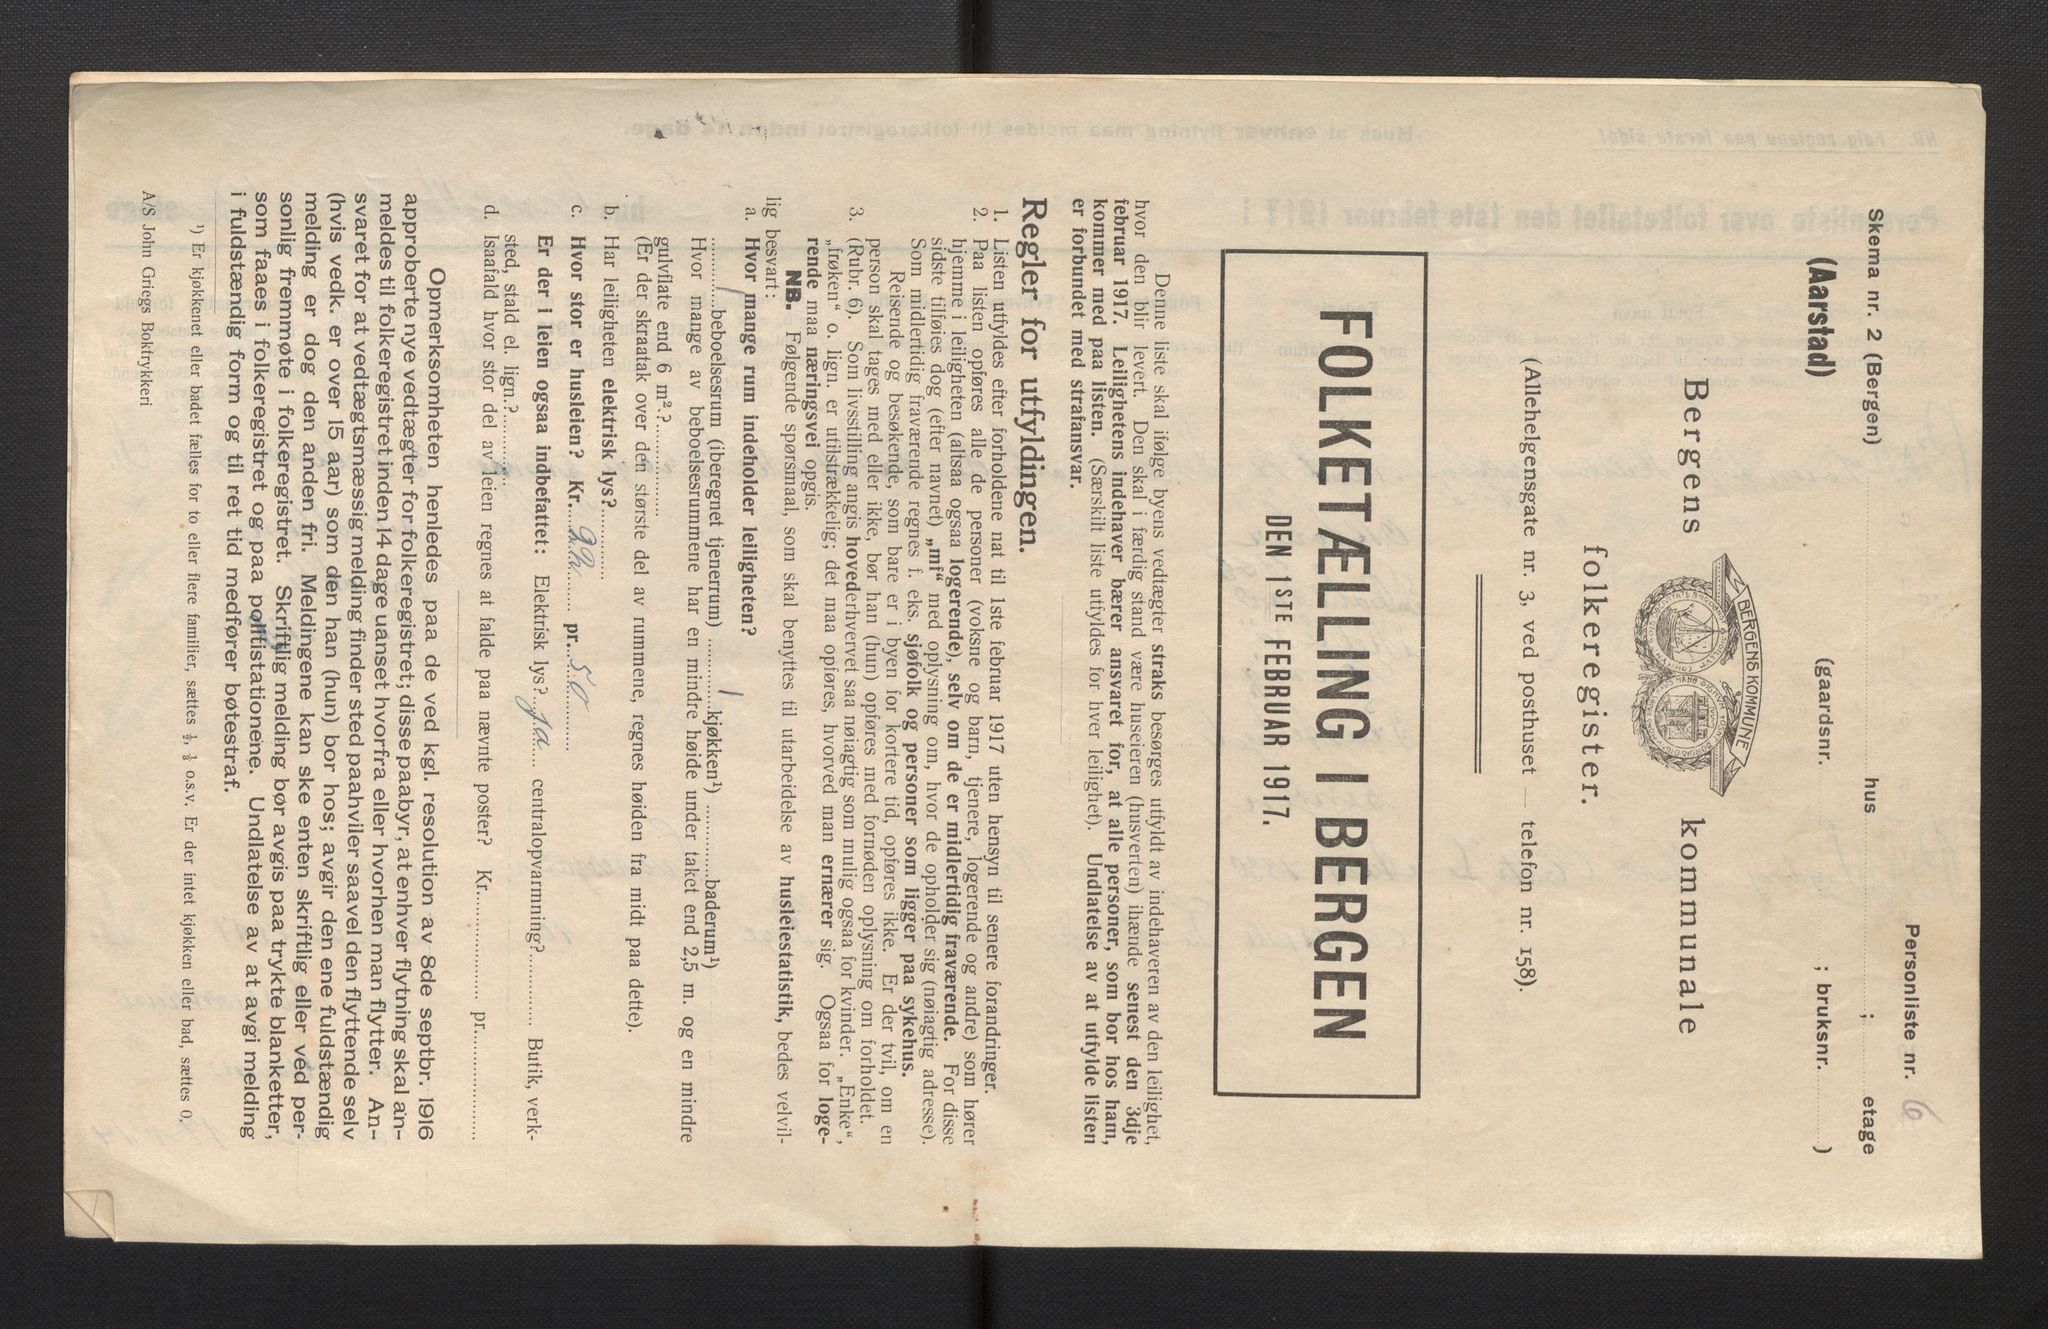 Personliste nr. 6
Skema nr. 2 (Bergen) hus ; etage
(Aarstad) (gaardsnr. ; bruksnr. )
Bergens kommunale
BERGENS KOMMUNE
folkeregister.
(Allehelgensgate nr. 3, ved posthuset — telefon nr. 158).
FOLKETÆLLING I BERGEN
DEN 1STE FEBRUAR 1917.
Denne liste skal ifølge byens vedtægter straks besørges utfyldt av indehaveren av den leilighet,
hvor den blir levert. Den skal i færdig stand være huseieren (husverten) ihænde senest den 3dje
februar 1917. Leilighetens indehaver bærer ansvaret for, at alle personer, som bor hos ham,
kommer med paa listen. (Særskilt liste utfyldes for hver leilighet). Undlatelse av at utfylde listen
er forbundet med strafansvar.
Regler for utfyldingen.
1. Listen utfyldes efter forholdene nat til 1ste februar 1917 uten hensyn til senere forandringer.
2. Paa listen opføres alle de personer (voksne og barn, tjenere, logerende og andre) som hører
hjemme i leiligheten (altsaa ogsaa logerende), selv om de er midlertidig fraværende. For disse
sidste tilføies dog (efter navnet) „mf“ med oplysning om, hvor de opholder sig (nøiagtig adresse).
Som midlertidig fraværende regnes f. eks. sjøfolk og personer som ligger paa sykehus.
Reisende og besøkende, som bare er i byen for kortere tid, opføres ikke. Er der tvil, om en
person skal tages med eller ikke, bør han (hun) opføres med fornøden oplysning om forholdet.
3. (Rubr. 6). Som livsstilling angis hovederhvervet saa nøiagtig som mulig ogsaa for kvinder. „Enke“,
„frøken“ o. lign. er utilstrækkelig; det maa opføres, hvorved man ernærer sig. Ogsaa for loge-
rende maa næringsvei opgis.
NB. Følgende spørsmaal, som skal benyttes til utarbeidelse av husleiestatistik, bedes velvil-
lig besvart:
a. Hvor mange rum indeholder leiligheten?
1 beboelsesrum (iberegnet tjenerrum) 1 kjøkken¹) ............baderum¹)
Hvor mange av beboelsesrummene har en mindre høide under taket end 2,5 m. og en mindre
gulvflate end 6 m²?............
(Er der skraatak over den største del av rummene, regnes høiden fra midt paa dette).
b. Har leiligheten elektrisk lys?............
c. Hvor stor er husleien? Kr. 22 pr. 50
Er der i leien ogsaa indbefattet: Elektrisk lys? Ja centralopvarmning?............ Butik, verk-
sted, stald el. lign.?............
d. Isaafald hvor stor del av leien regnes at falde paa nævnte poster? Kr............. pr.............
Opmerksomheten henledes paa de ved kgl. resolution av 8de septbr. 1916
approberte nye vedtægter for folkeregistret; disse paabyr, at enhver flytning skal an-
meldes til folkeregistret inden 14 dage uanset hvorfra eller hvorhen man flytter. An-
svaret for at vedtægtsmæssig melding finder sted paahviler saavel den flyttende selv
(hvis vedk. er over 15 aar) som den han (hun) bor hos; avgir den ene fuldstændig
melding er dog den anden fri. Meldingene kan ske enten skriftlig eller ved per-
sonlig fremmøte i folkeregistret. Skriftlig melding bør avgis paa trykte blanketter,
som faaes i folkeregistret og paa politistationene. Undlatelse av at avgi melding
i fuldstændig form og til ret tid medfører bøtestraf.
¹) Er kjøkkenet eller badet fælles for to eller flere familier, sættes ½, ⅓ o.s.v. Er der intet kjøkken eller bad, sættes 0.
A/S John Griegs Boktrykkeri